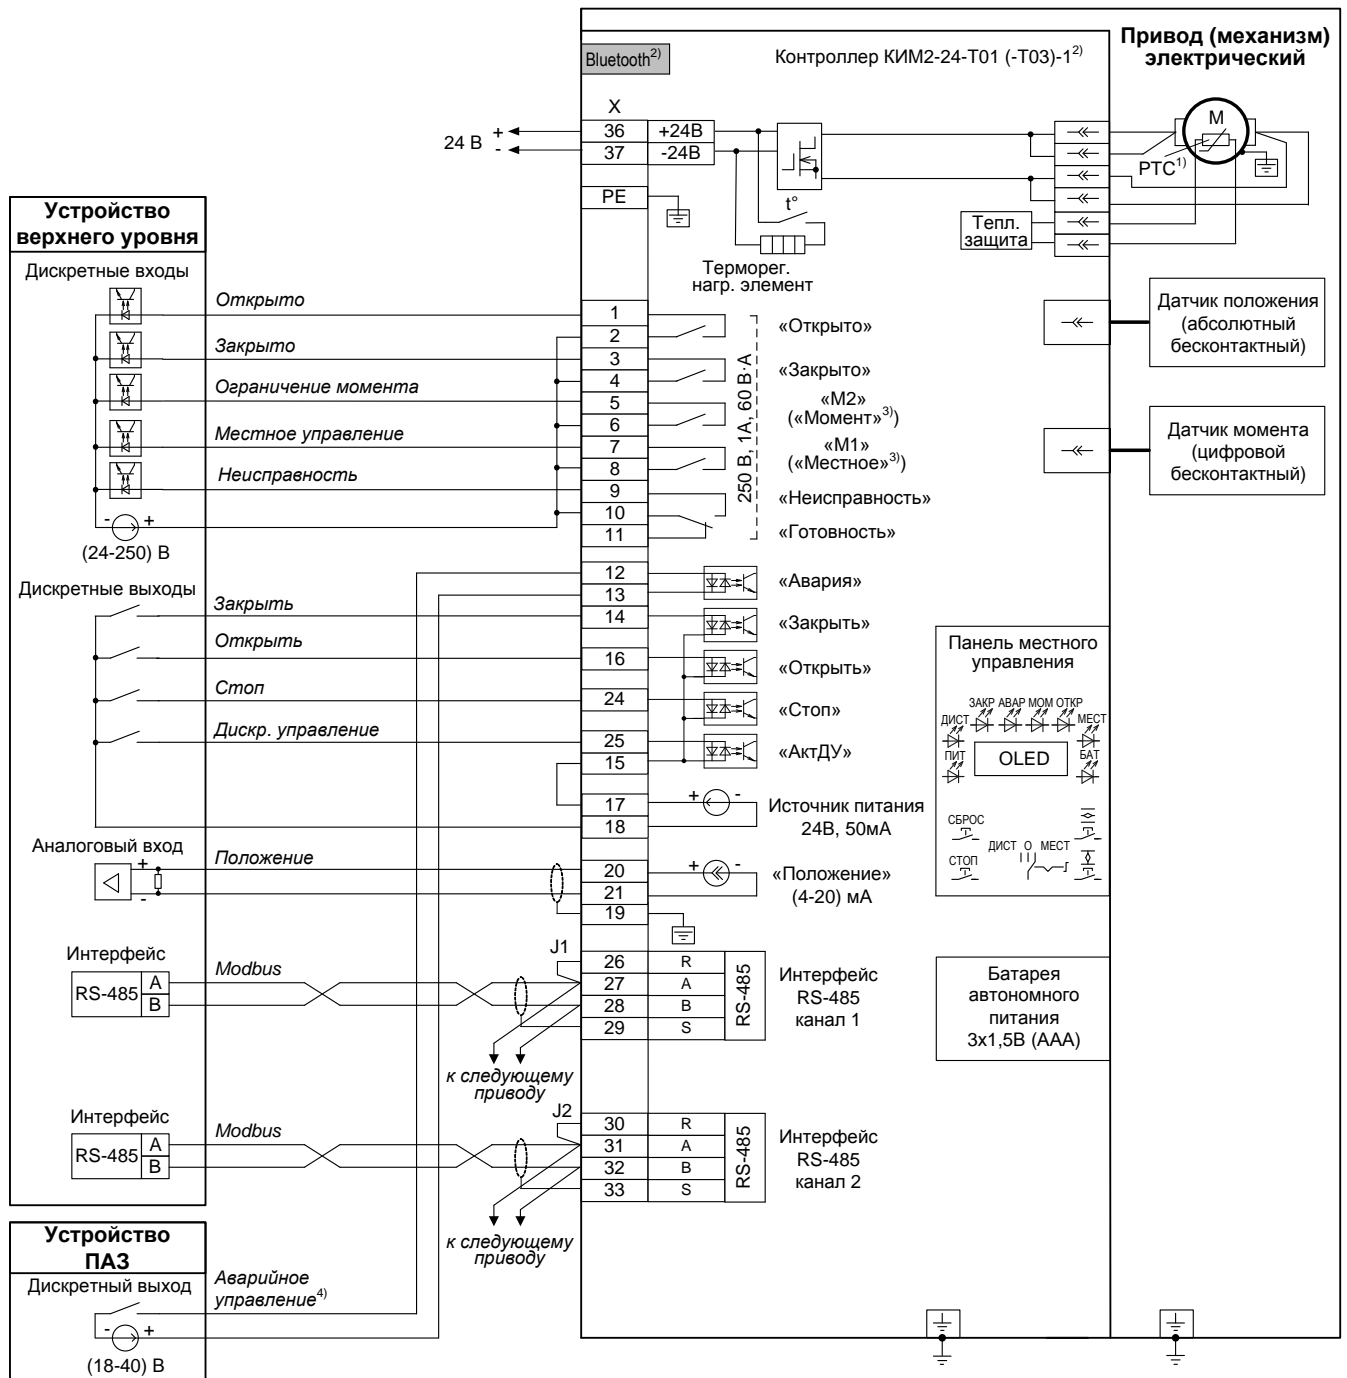 Привод (механизм)
электрический
Bluetooth2)
Контроллер КИМ2-24-Т01 (-Т03)-12)
X
24 В
+
-
36
+24В
37
-24В
PE
М
PTC1)
t°
Тепл.
защита
Терморег.
нагр. элемент
Устройство
верхнего уровня
Дискретные входы
Открыто
Закрыто
Ограничение момента
Местное управление
Неисправность
- +
(24-250) В
1
2
3
4
5
6
7
8
9
10
11
250 В, 1А, 60 В·А
«Открыто»
«Закрыто»
«М2»
(«Момент»3))
«М1»
(«Местное»3))
«Неисправность»
«Готовность»
Датчик положения
(абсолютный
бесконтактный)
Датчик момента
(цифровой
бесконтактный)
Дискретные выходы
Закрыть
Открыть
Стоп
Дискр. управление
12
13
14
16
24
25
15
17
18
«Авария»
«Закрыть»
«Открыть»
«Стоп»
«АктДУ»
+ -
Источник питания
24В, 50мА
Панель местного
управления
ЗАКР АВАР МОМ ОТКР
ДИСТ
МЕСТ
ПИТ
OLED
БАТ
СБРОС
ДИСТ О МЕСТ
СТОП
Аналоговый вход
+
-
Положение
20
21
19
+ -
«Положение»
(4-20) мА
Интерфейс
RS-485
A
B
Modbus
J1
26
R
27
A
28
B
29
S
RS-485
Интерфейс
RS-485
канал 1
к следующему
приводу
Батарея
автономного
питания
3х1,5В (ААА)
Интерфейс
RS-485
A
B
Modbus
J2
30
R
31
A
32
B
33
S
RS-485
Интерфейс
RS-485
канал 2
к следующему
приводу
Устройство
ПАЗ
Дискретный выход
Аварийное
управление4)
- +
(18-40) В